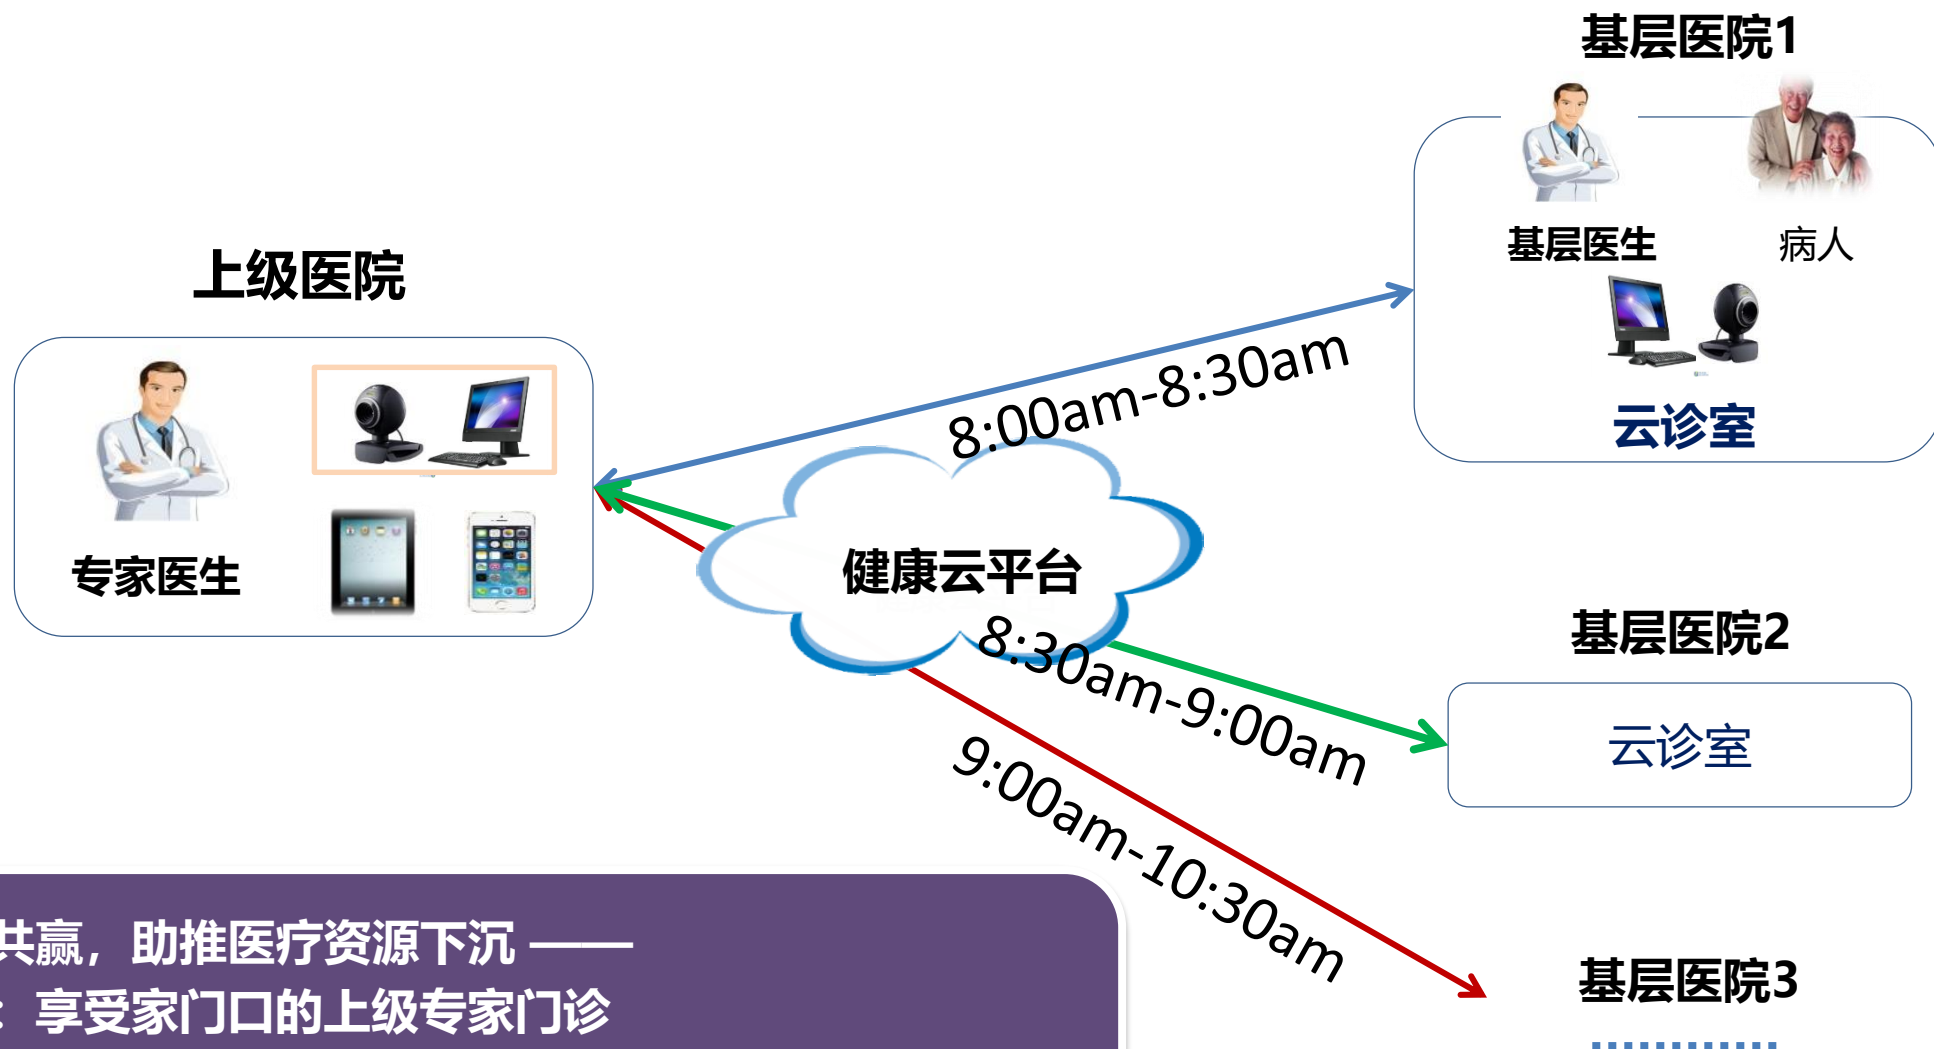 基层医院1
基层医生
病人
云诊室
上级医院
专家医生
8:00am-8:30am
健康云平台
8:30am-9:00am
9:00am-10:30am
基层医院2
云诊室
基层医院3
共赢，助推医疗资源下沉 ——
：享受家门口的上级专家门诊